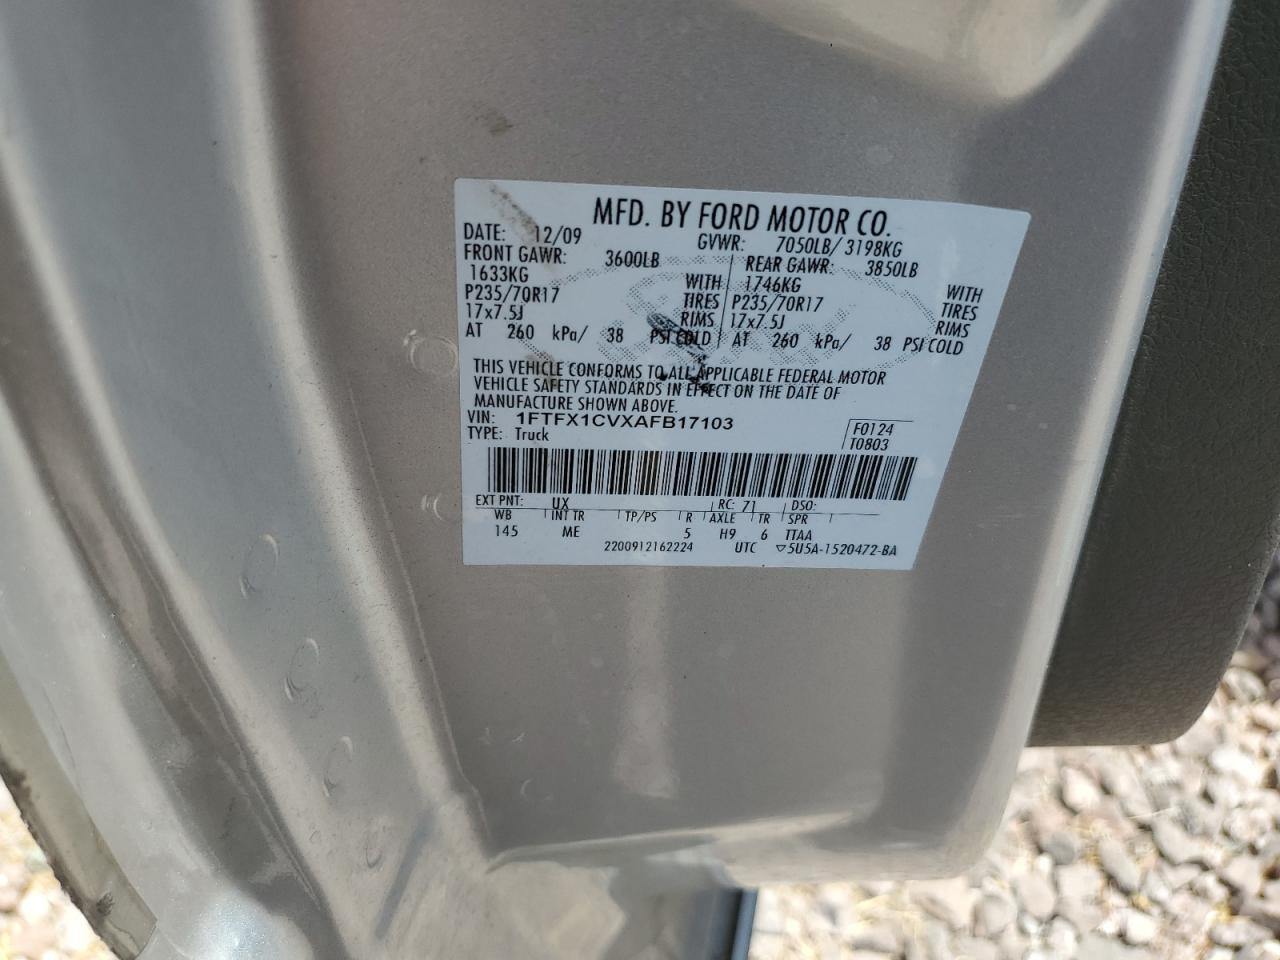 MFD. BY FORD MOTOR CO.
DATE: 12/09 GVWR: 7050LB/ 3198KG
FRONT GAWR: 3600LB REAR GAWR: 3850LB
1633KG WITH 1746KG WITH
P235/70R17 TIRES P235/70R17 TIRES
17x7.5J RIMS 17x7.5J RIMS
AT 260 kPa/ 38 PSI COLD AT 260 kPa/ 38 PSI COLD
THIS VEHICLE CONFORMS TO ALL APPLICABLE FEDERAL MOTOR
VEHICLE SAFETY STANDARDS IN EFFECT ON THE DATE OF
MANUFACTURE SHOWN ABOVE.
VIN: 1FTFX1CVXAFB17103 F0124
TYPE: Truck T0803
EXT PNT: UX RC: 71 DSO:
WB INT TR TP/PS R AXLE TR SPR
145 ME 5 H9 6 TTAA
2200912162224 UTC ▽5U5A-1520472-BA